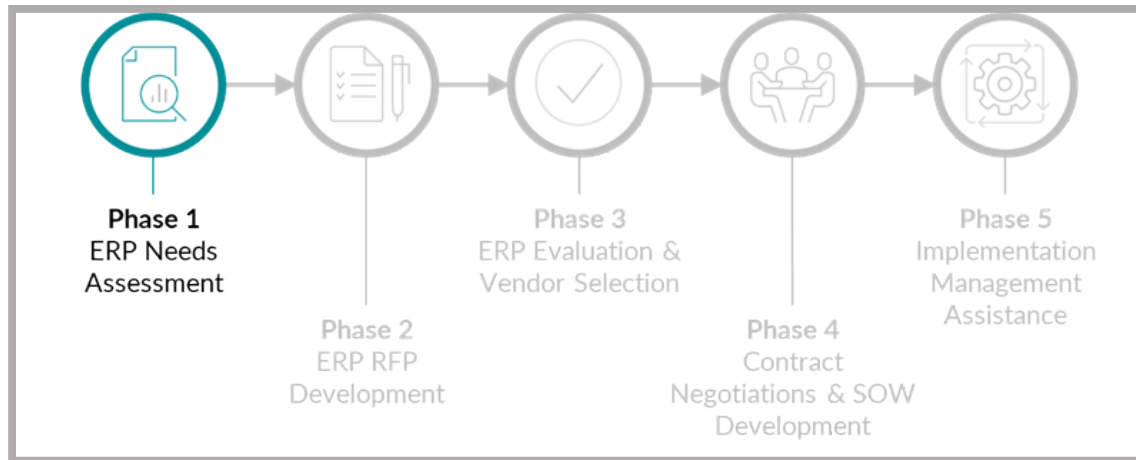 Phase 1
ERP Needs
Assessment
Phase 2
ERP RFP
Development
Phase 3
ERP Evaluation &
Vendor Selection
Phase 4
Contract
Negotiations & SOW
Development
Phase 5
Implementation
Management
Assistance